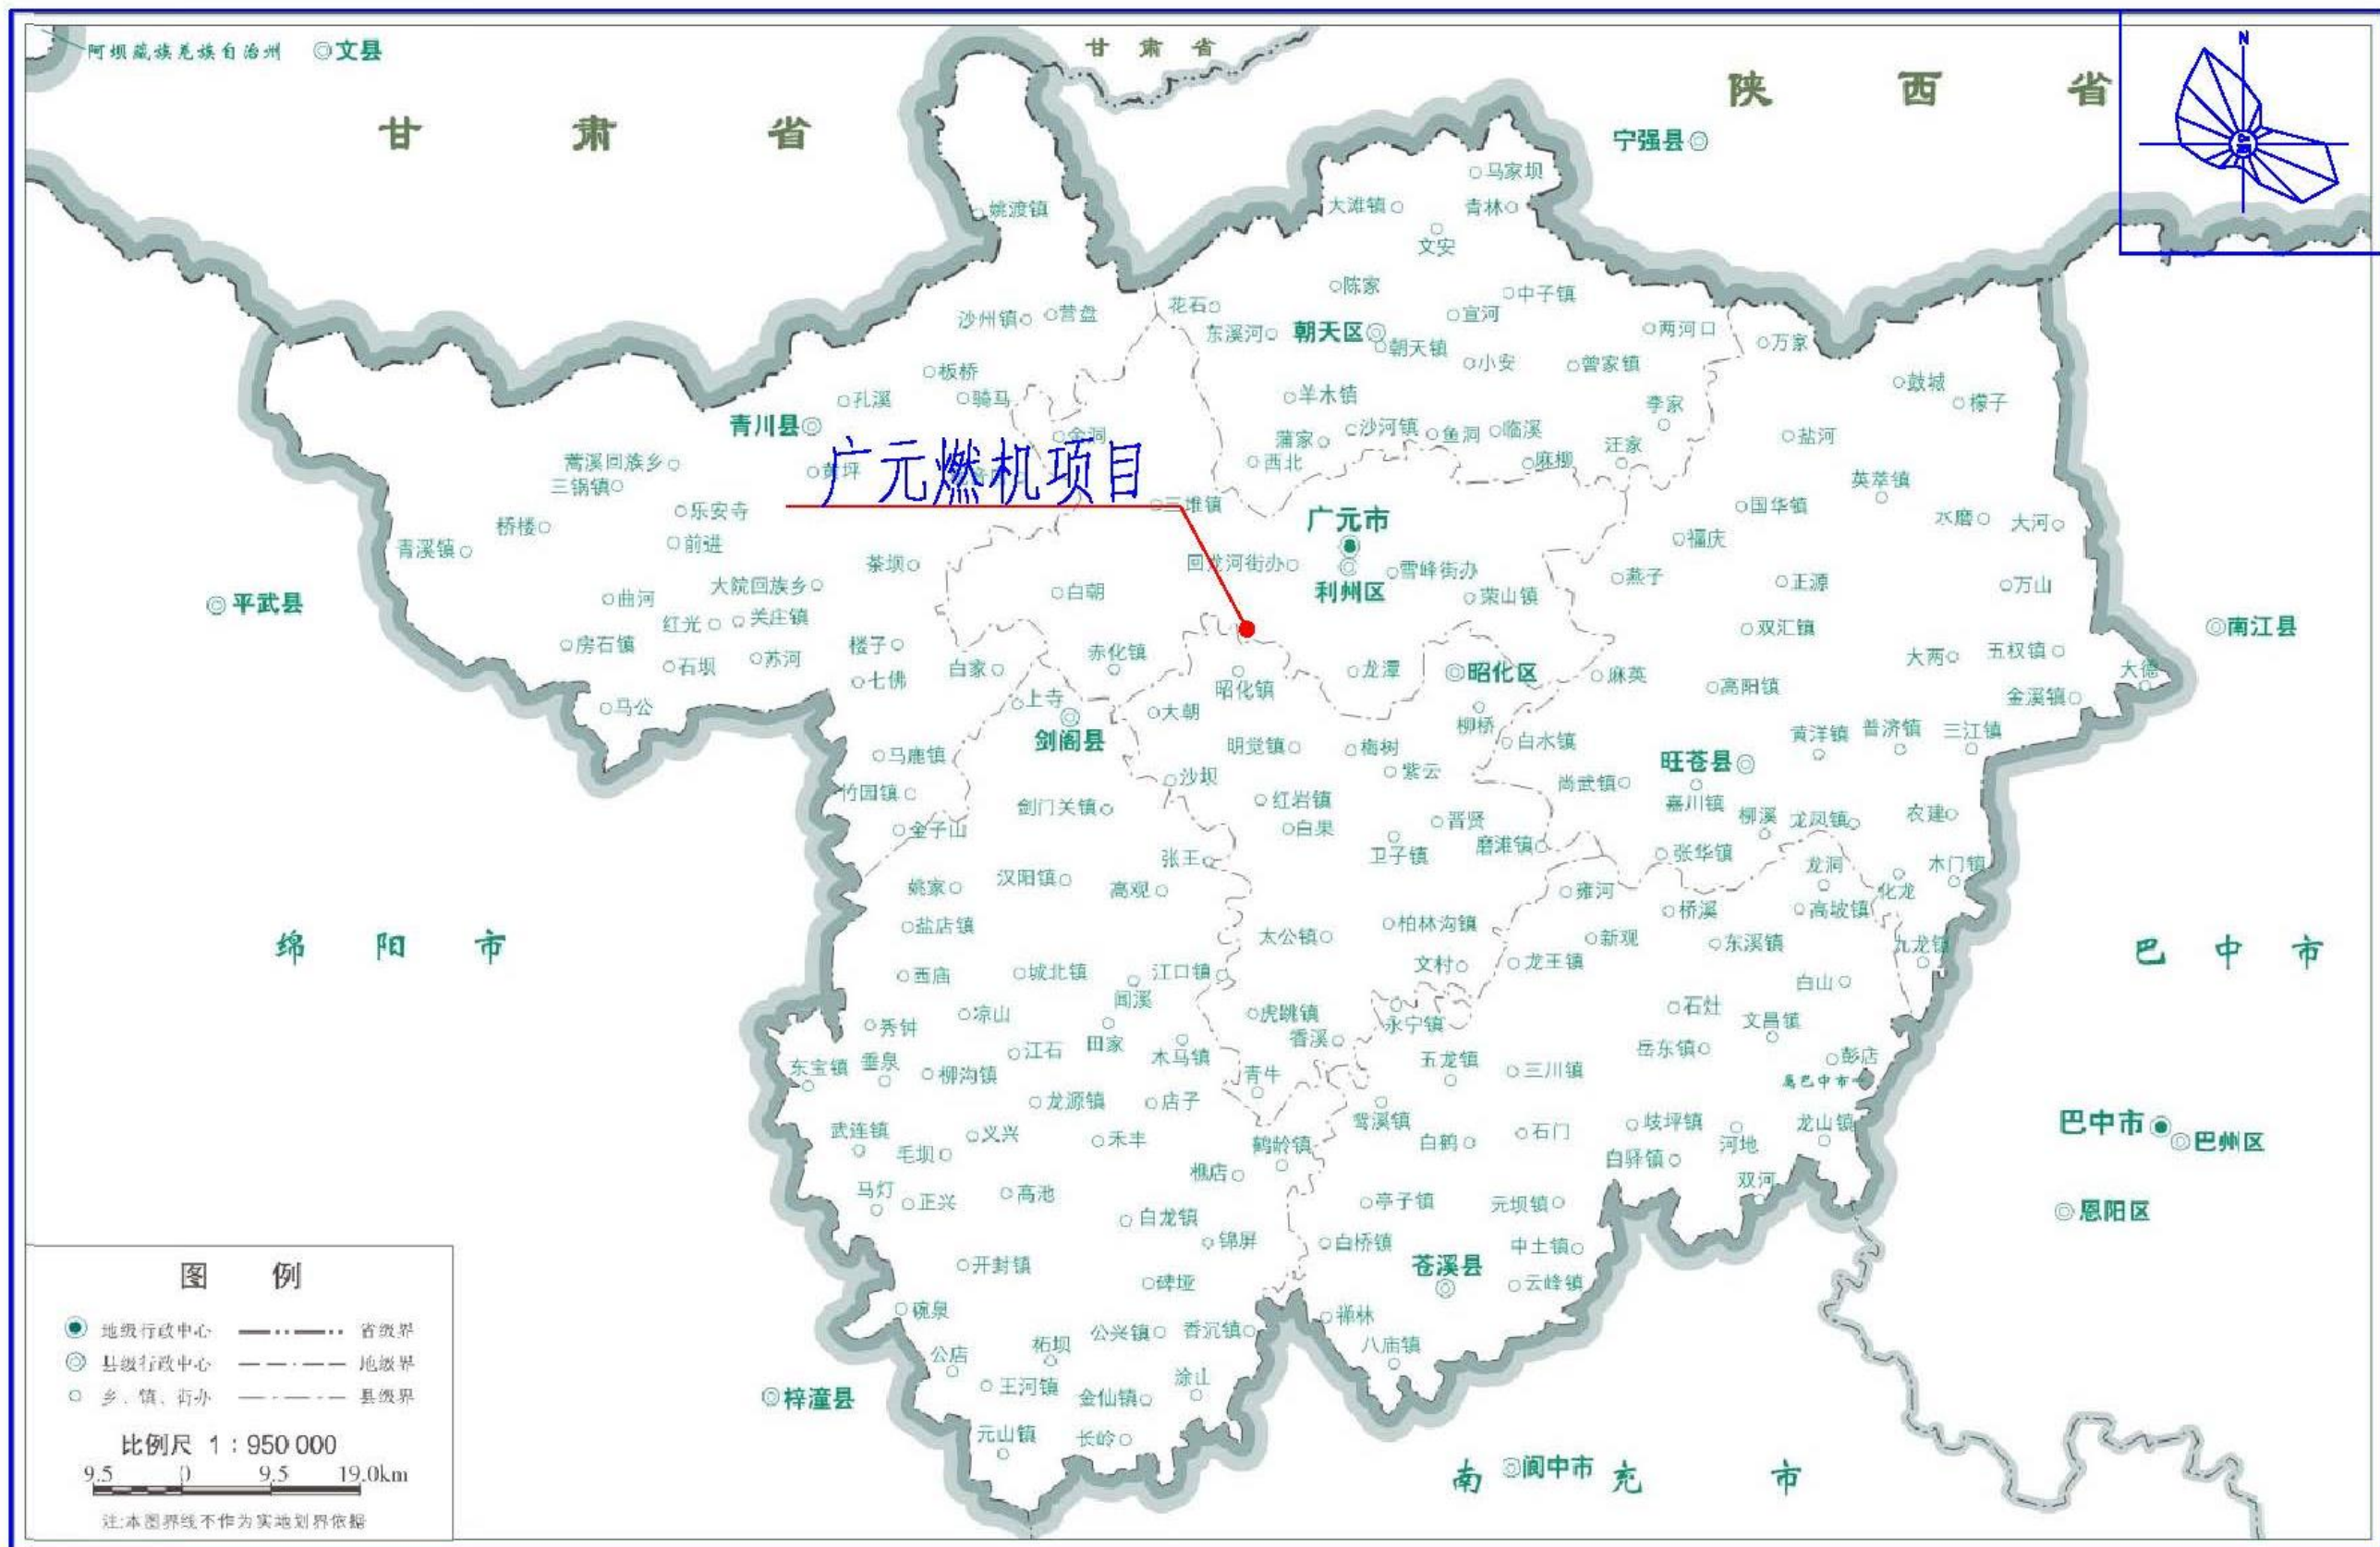 阿坝藏族羌族自治州
文县
甘肃省
甘肃省
陕西省
N
宁强县
马家坝
姚渡镇
大滩镇
青林
文安
陈家
中子镇
花石
沙州镇
营盘
宣河
东溪河
朝天区
朝天镇
两河口
万家
小安
曾家镇
板桥
孔溪
骑马
羊木镇
李家
鼓城
檬子
青川县
金洞
蒲家
沙河镇
鱼洞
临溪
汪家
盐河
蒿溪回族乡
三锅镇
黄坪
广元燃机项目
西北
麻柳
英萃镇
乐安寺
三堆镇
国华镇
广元市
水磨
大河
桥楼
前进
青溪镇
福庆
茶坝
回龙河街办
雪峰街办
燕子
正源
万山
大院回族乡
白朝
利州区
荣山镇
平武县
曲河
红光
关庄镇
双汇镇
南江县
房石镇
石坝
苏河
楼子
白家
赤化镇
龙潭
昭化区
麻英
大两
五权镇
大德
七佛
昭化镇
高阳镇
金溪镇
马公
上寺
大朝
柳桥
剑阁县
明觉镇
梅树
白水镇
黄洋镇
普济镇
三江镇
马鹿镇
沙坝
紫云
旺苍县
竹园镇
尚武镇
剑门关镇
红岩镇
嘉川镇
金子山
白果
晋贤
柳溪
龙凤镇
农建
张王
卫子镇
磨滩镇
张华镇
龙洞
木门镇
姚家
汉阳镇
高观
雍河
化龙
桥溪
高坡镇
盐店镇
柏林沟镇
太公镇
新观
东溪镇
九龙镇
绵阳市
巴中市
西庙
城北镇
江口镇
文村
龙王镇
白山
闻溪
凉山
虎跳镇
石灶
秀钟
永宁镇
文昌镇
田家
香溪
江石
木马镇
岳东镇
彭店
东宝镇
垂泉
柳沟镇
五龙镇
三川镇
属巴中市
青牛
龙源镇
店子
鸳溪镇
歧坪镇
龙山镇
巴中市
武连镇
义兴
禾丰
石门
白鹤
河地
巴州区
毛坝
鹤龄镇
白驿镇
樵店
双河
马灯
正兴
高池
亭子镇
元坝镇
恩阳区
白龙镇
锦屏
白桥镇
中土镇
开封镇
苍溪县
碑垭
云峰镇
碗泉
禅林
公兴镇
香沉镇
柘坝
八庙镇
公店
王河镇
涂山
梓潼县
金仙镇
元山镇
长岭
南充市
阆中市
图例
地级行政中心 省级界
县级行政中心 地级界
乡、镇、街办 县级界
比例尺 1：950 000
9.5 0 9.5 19.0km
注:本图界线不作为实地划界依据